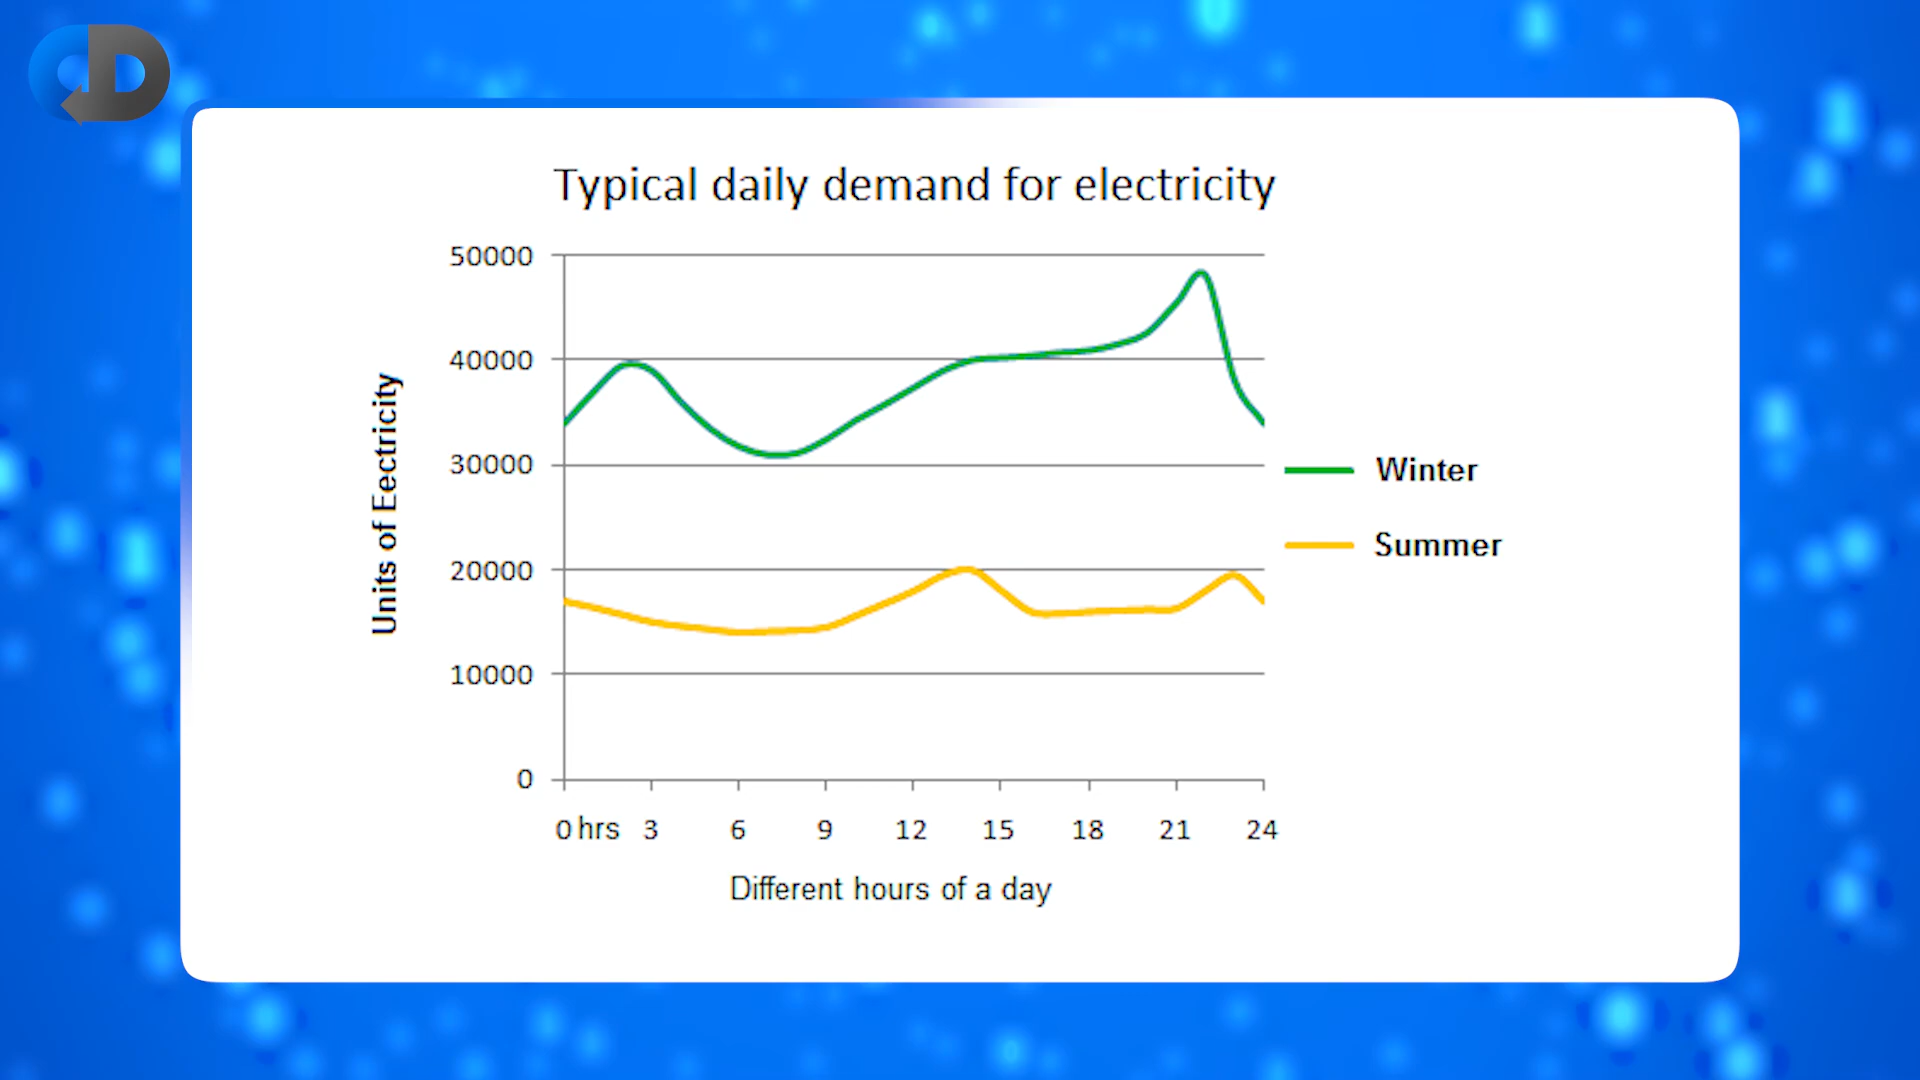 Typical daily demand for electricity
50000
40000
30000
20000
10000
0
Units of Eectricity
0 hrs 3 6 9 12 15 18 21 24
Different hours of a day
Winter
Summer